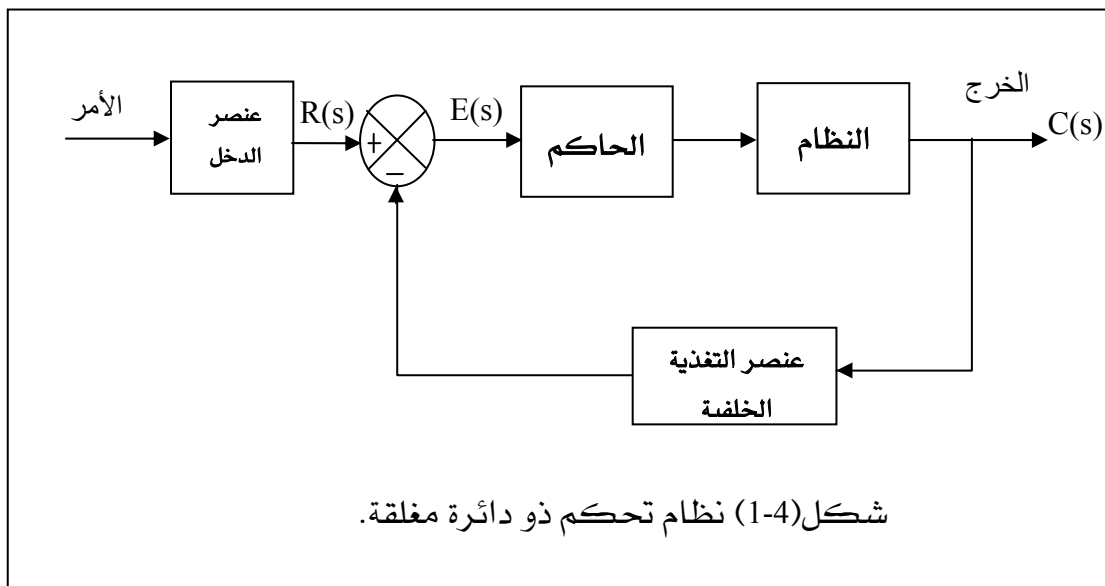 الأمر
عنصر
الدخل
R(s)
+
−
E(s)
الحاكم
النظام
الخرج
C(s)
عنصر التغذية
الخلفية
شكل(4-1) نظام تحكم ذو دائرة مغلقة.